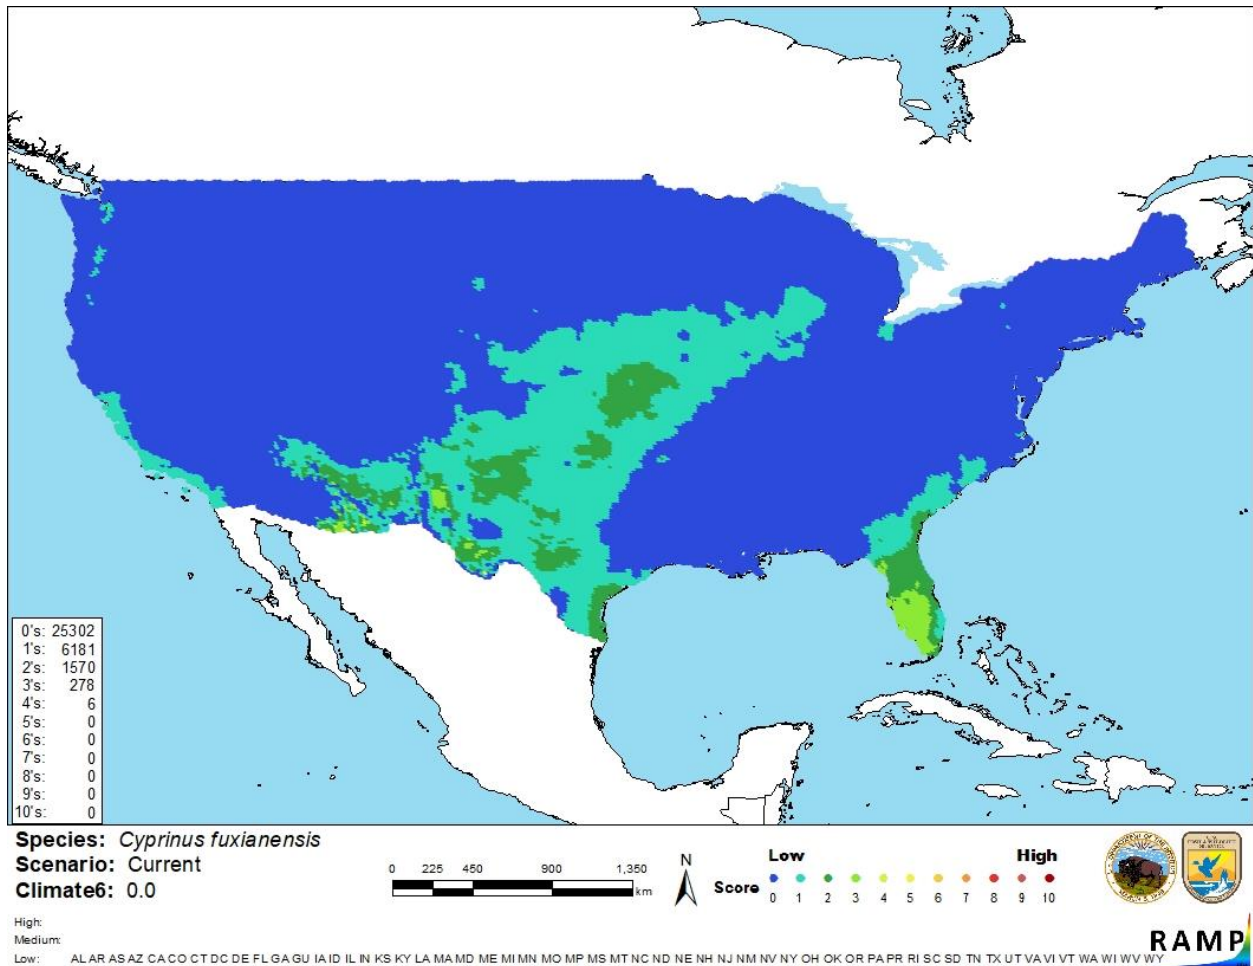 0's: 25302
1's: 6181
2's: 1570
3's: 278
4's: 6
5's: 0
6's: 0
7's: 0
8's: 0
9's: 0
10's: 0
Species: Cyprinus fuxianensis
Scenario: Current
Climate6: 0.0
0 225 450 900 1,350
km
N
Low High
Score
0 1 2 3 4 5 6 7 8 9 10
High:
Medium:
Low: AL AR AS AZ CA CO CT DC DE FL GA GU IA ID IL IN KS KY LA MA MD ME MI MN MO MP MS MT NC ND NE NH NJ NM NV NY OH OK OR PA PR RI SC SD TN TX UT VA VI VT WA WI WV WY
RAMP